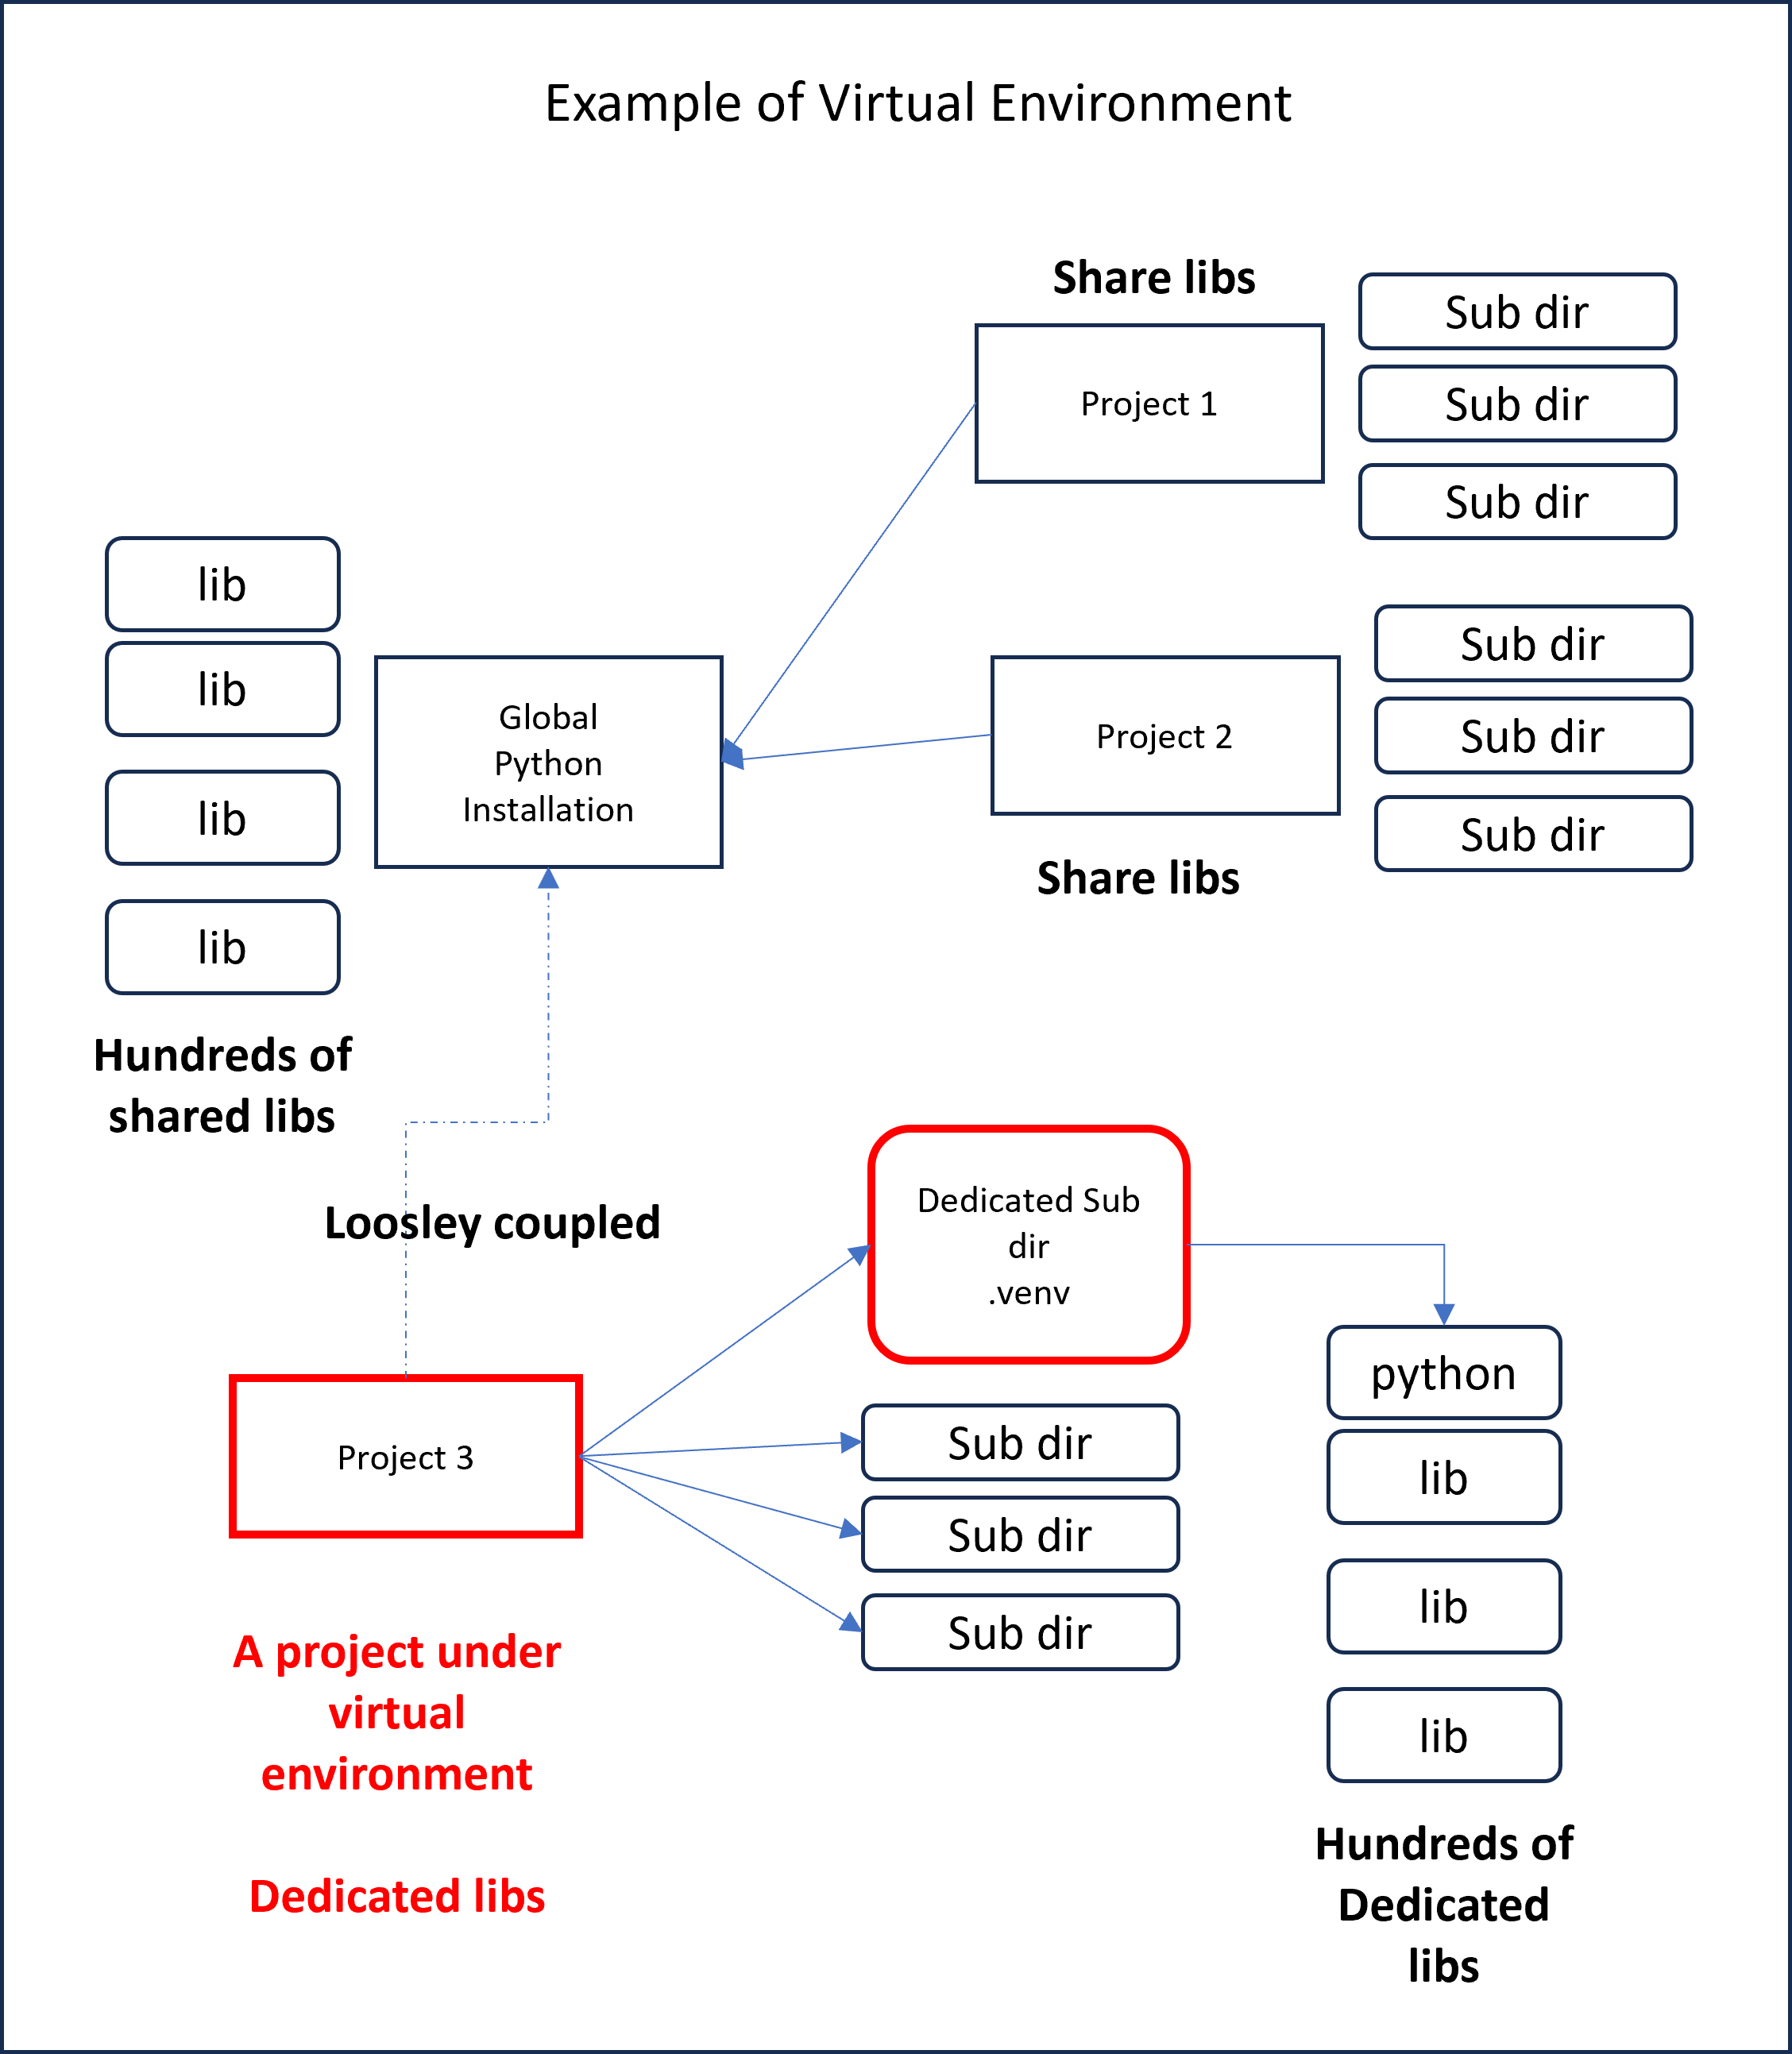 Example of Virtual Environment
Share libs
Project 1
Sub dir
Sub dir
Sub dir
lib
lib
lib
lib
Hundreds of
shared libs
Global
Python
Installation
Project 2
Sub dir
Sub dir
Sub dir
Share libs
Loosley coupled
Project 3
A project under
virtual
environment
Dedicated libs
Dedicated Sub
dir
.venv
Sub dir
Sub dir
Sub dir
python
lib
lib
lib
Hundreds of
Dedicated
libs